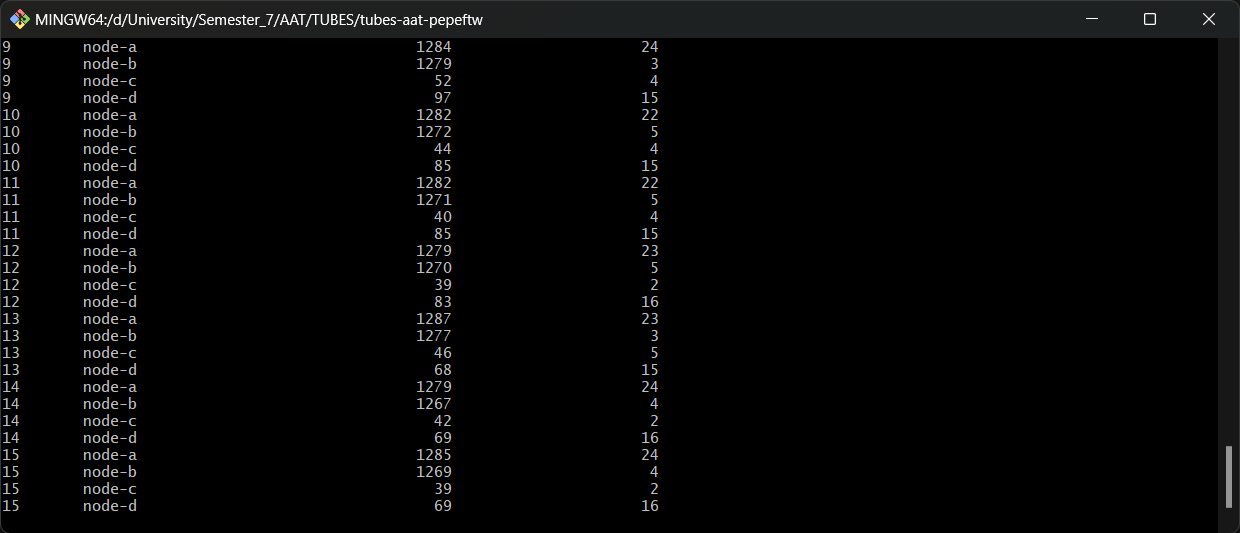 MINGW64:/d/University/Semester_7/AAT/TUBES/tubes-aat-pepeftw
9 node-a 1284 24
9 node-b 1279 3
9 node-c 52 4
9 node-d 97 15
10 node-a 1282 22
10 node-b 1272 5
10 node-c 44 4
10 node-d 85 15
11 node-a 1282 22
11 node-b 1271 5
11 node-c 40 4
11 node-d 85 15
12 node-a 1279 23
12 node-b 1270 5
12 node-c 39 2
12 node-d 83 16
13 node-a 1287 23
13 node-b 1277 3
13 node-c 46 5
13 node-d 68 15
14 node-a 1279 24
14 node-b 1267 4
14 node-c 42 2
14 node-d 69 16
15 node-a 1285 24
15 node-b 1269 4
15 node-c 39 2
15 node-d 69 16